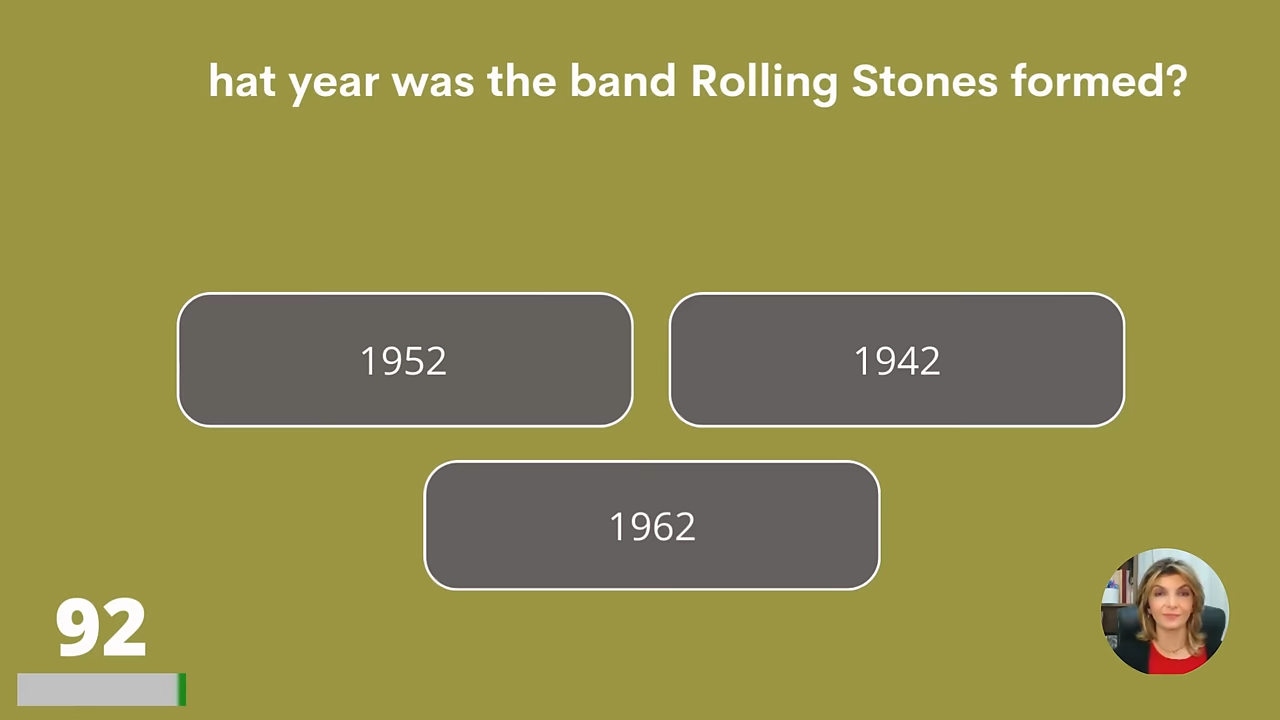 hat year was the band Rolling Stones formed?
1952
1942
1962
92